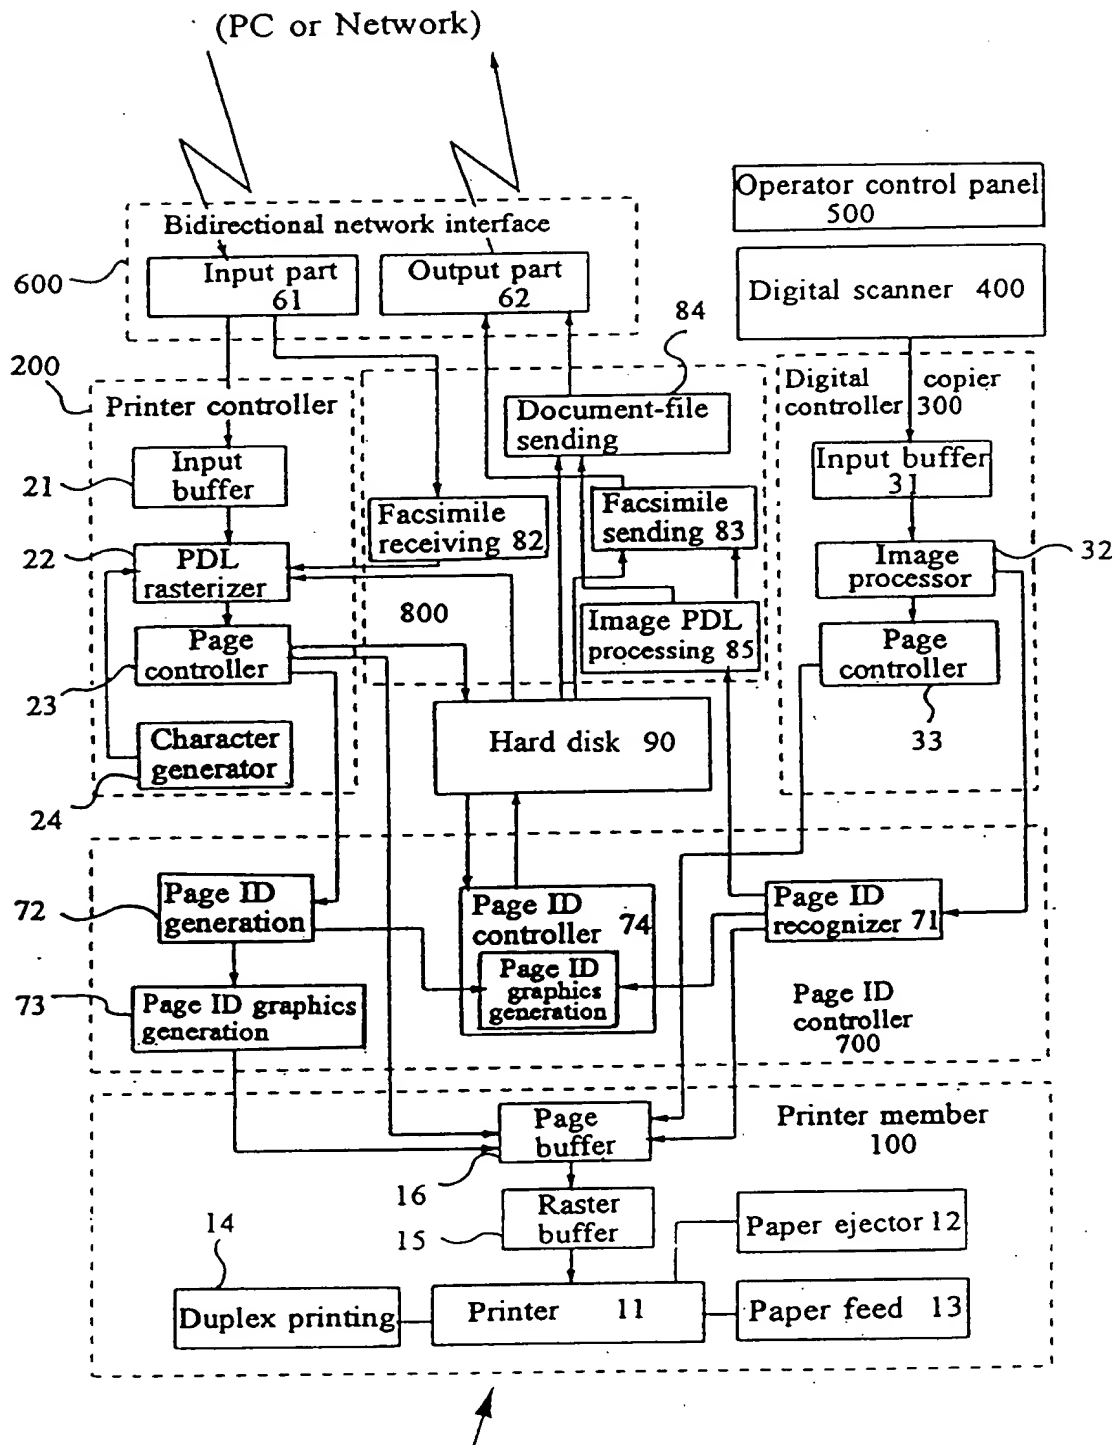 (PC or Network)
Operator control panel
500
Bidirectional network interface
600
Input part
61
Output part
62
Digital scanner 400
84
200
Printer controller
Document-file
sending
Digital copier
controller 300
21
Input
buffer
Input buffer
31
Facsimile
receiving 82
Facsimile
sending 83
22
PDL
rasterizer
Image
processor
32
800
Image PDL
processing 85
Page
controller
23
Page
controller
33
Hard disk 90
Character
generator
24
72
Page ID
generation
Page ID
controller 74
Page ID
graphics
generation
Page ID
recognizer 71
73
Page ID graphics
generation
Page ID
controller
700
Page
buffer
16
Printer member
100
Raster
buffer
15
14
Paper ejector 12
Duplex printing
Printer 11
Paper feed 13